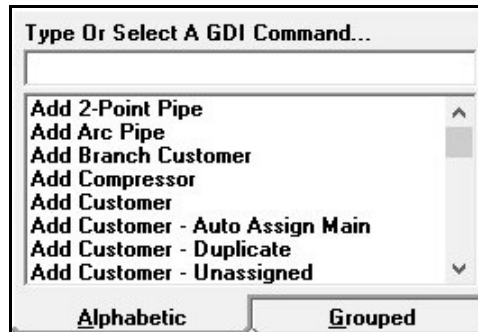 Type Or Select A GDI Command...
Add 2-Point Pipe
Add Arc Pipe
Add Branch Customer
Add Compressor
Add Customer
Add Customer - Auto Assign Main
Add Customer - Duplicate
Add Customer - Unassigned
Alphabetic Grouped